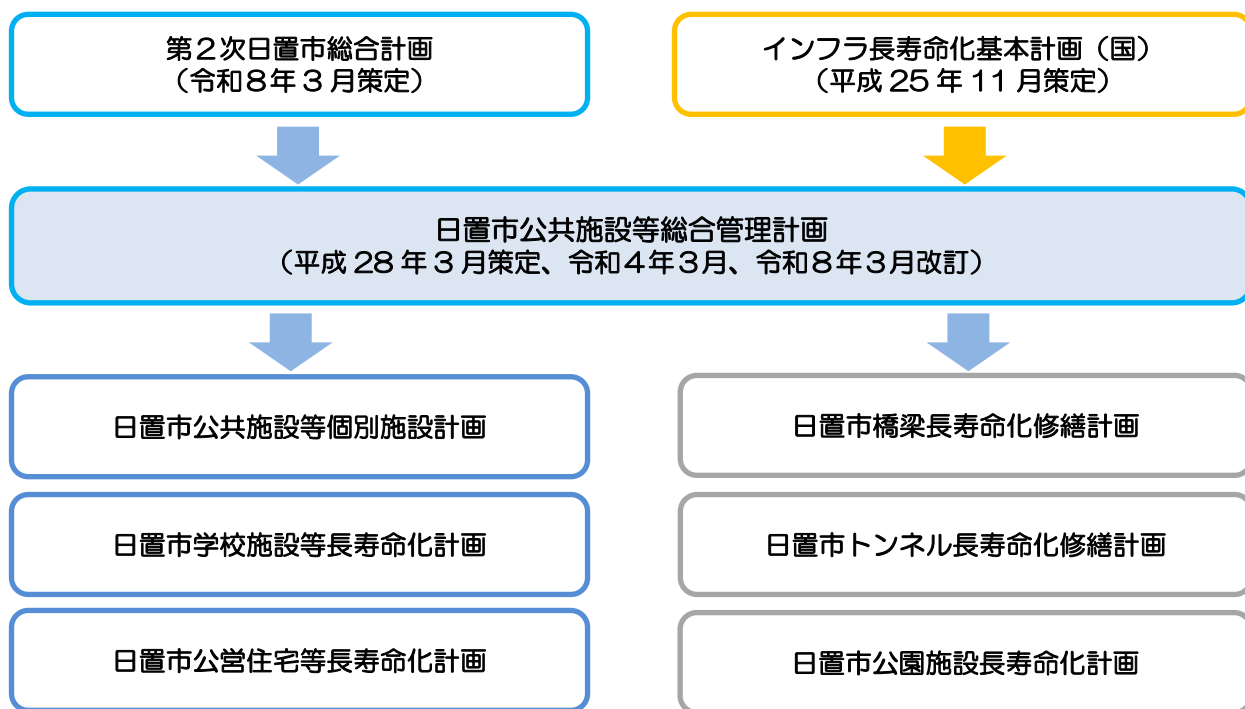 第２次日置市総合計画
（令和８年３月策定）
インフラ長寿命化基本計画（国）
（平成 25 年 11 月策定）
日置市公共施設等総合管理計画
（平成 28 年３月策定、令和４年３月、令和８年３月改訂）
日置市公共施設等個別施設計画
日置市橋梁長寿命化修繕計画
日置市学校施設等長寿命化計画
日置市トンネル長寿命化修繕計画
日置市公営住宅等長寿命化計画
日置市公園施設長寿命化計画